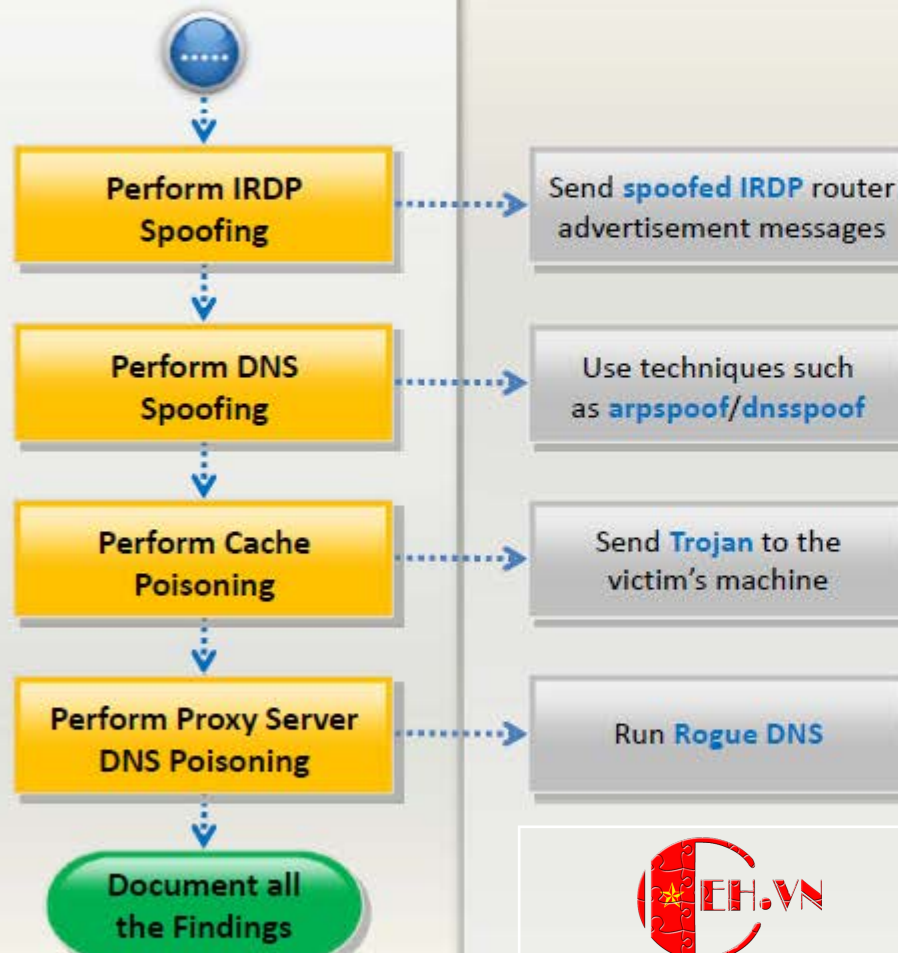 .....
Perform IRDP
Spoofing
Send spoofed IRDP router
advertisement messages
Perform DNS
Spoofing
Use techniques such
as arpspoof/dnsspoof
Perform Cache
Poisoning
Send Trojan to the
victim's machine
Perform Proxy Server
DNS Poisoning
Run Rogue DNS
Document all
the Findings
CEH.VN